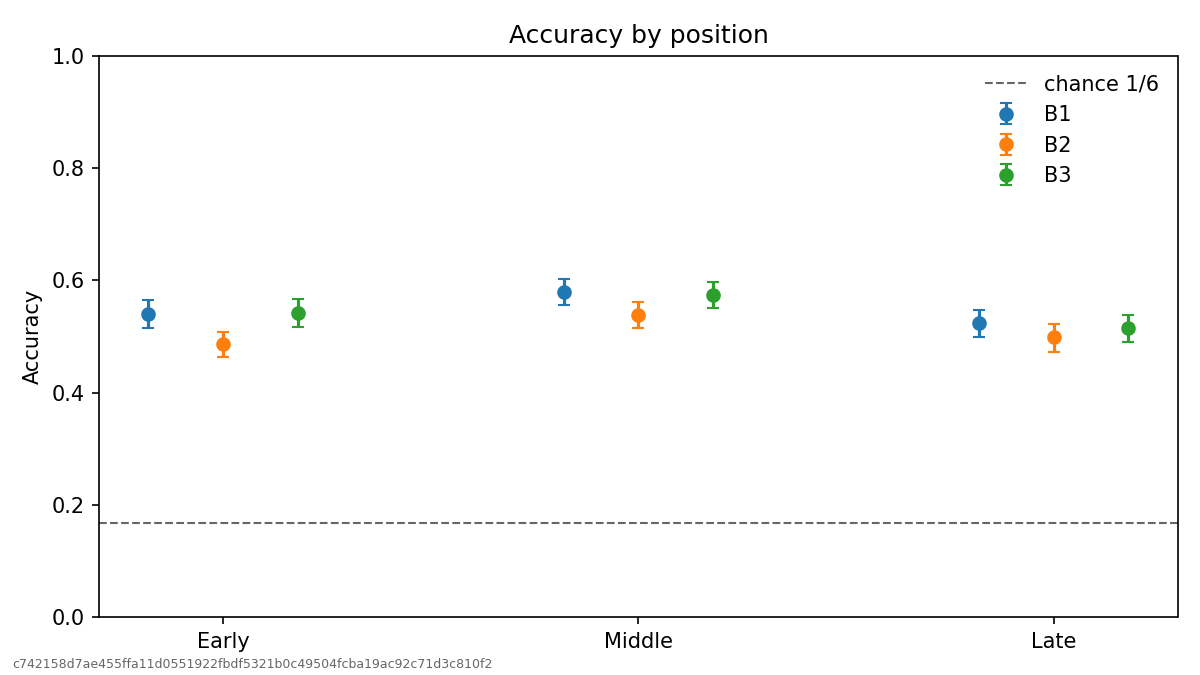 Accuracy by position
1.0
0.8
0.6
0.4
0.2
0.0
Accuracy
chance 1/6
B1
B2
B3
Early
Middle
Late
c742158d7ae455ffa11d0551922fbdf5321b0c49504fcba19ac92c71d3c810f2